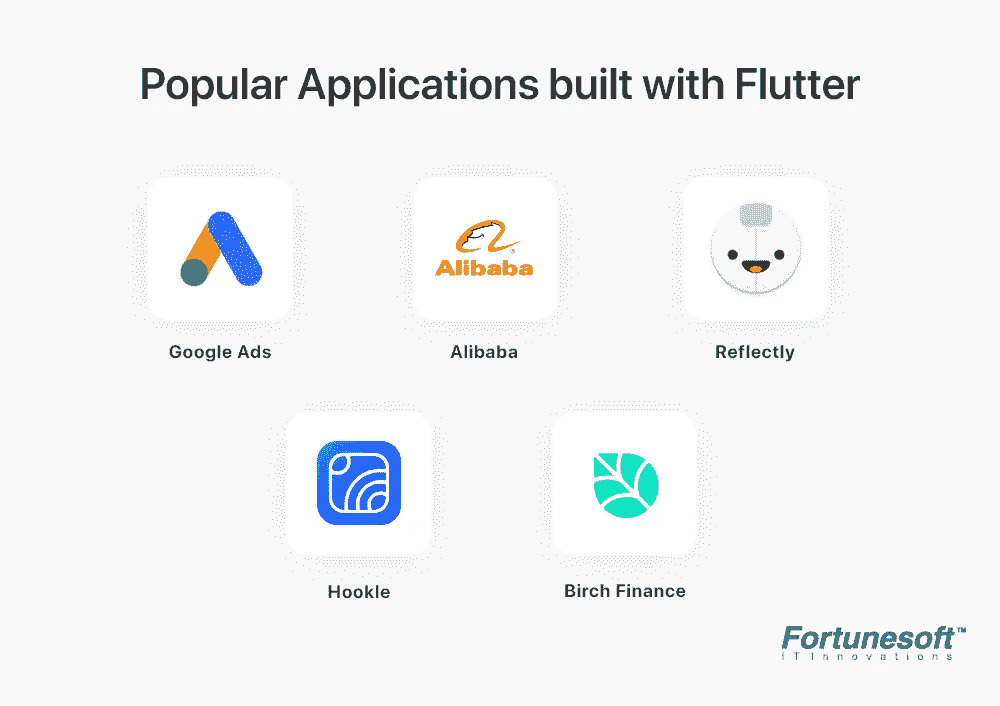 Popular Applications built with Flutter
Alibaba
Google Ads
Alibaba
Reflectly
Hookle
Birch Finance
Fortunesoft™
IT Innovations